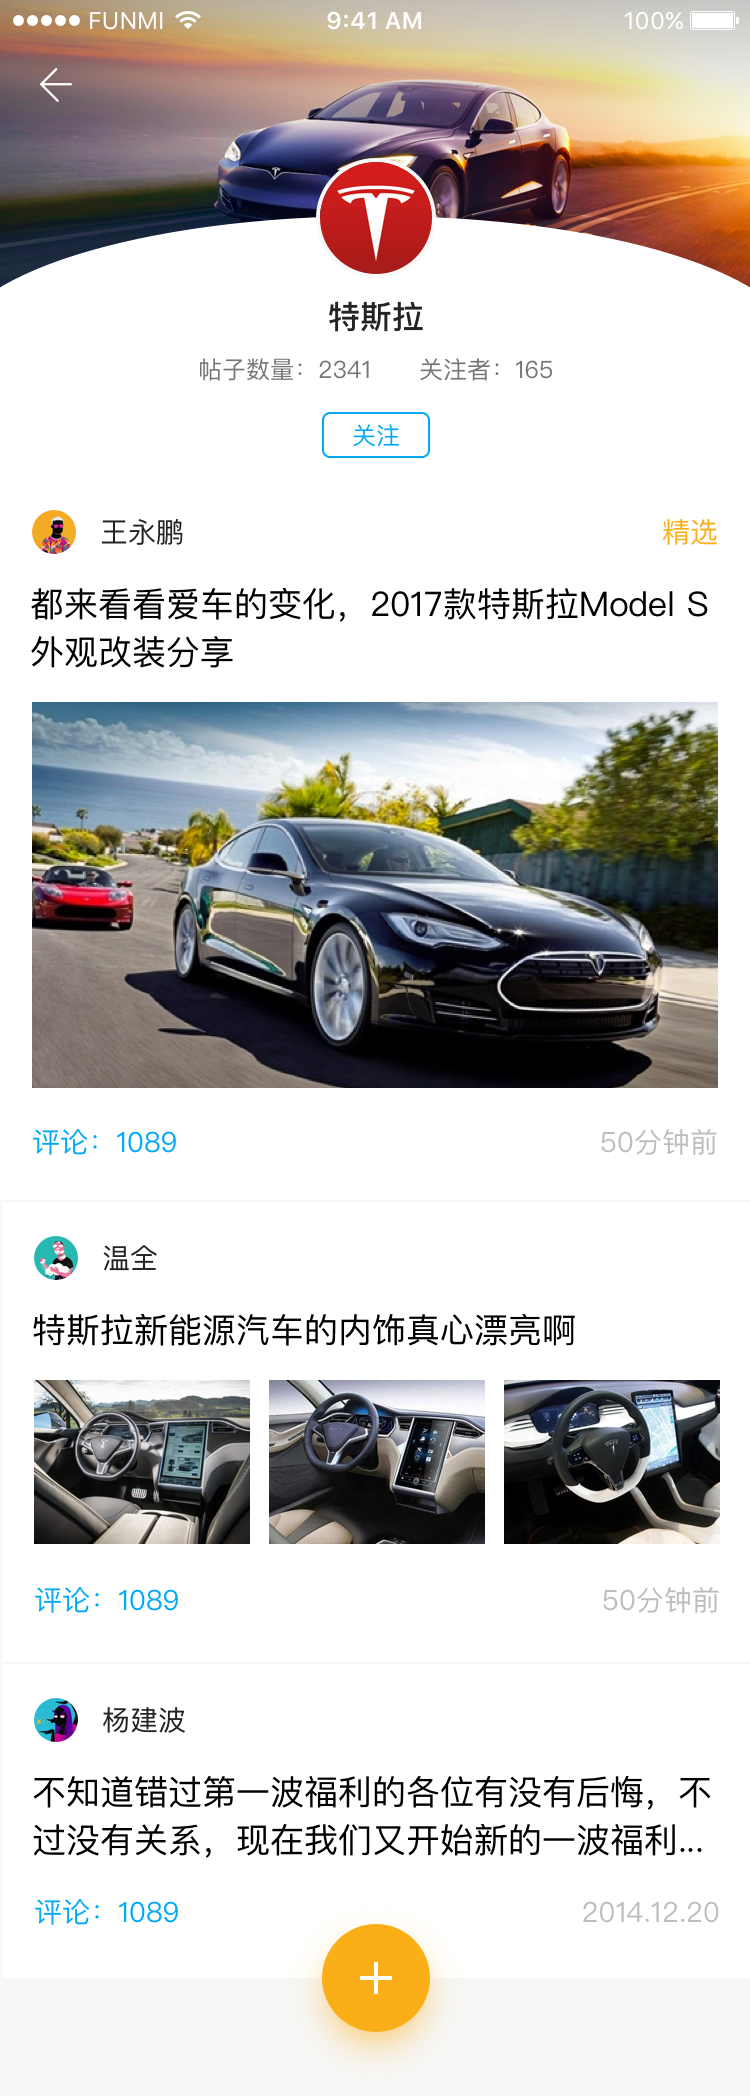 FUNMI
9:41 AM
100%
特斯拉
帖子数量：2341
关注者：165
关注
王永鹏
精选
都来看看爱车的变化，2017款特斯拉Model S
外观改装分享
评论：1089
50分钟前
温全
特斯拉新能源汽车的内饰真心漂亮啊
评论：1089
50分钟前
杨建波
不知道错过第一波福利的各位有没有后悔，不
过没有关系，现在我们又开始新的一波福利...
评论：1089
2014.12.20